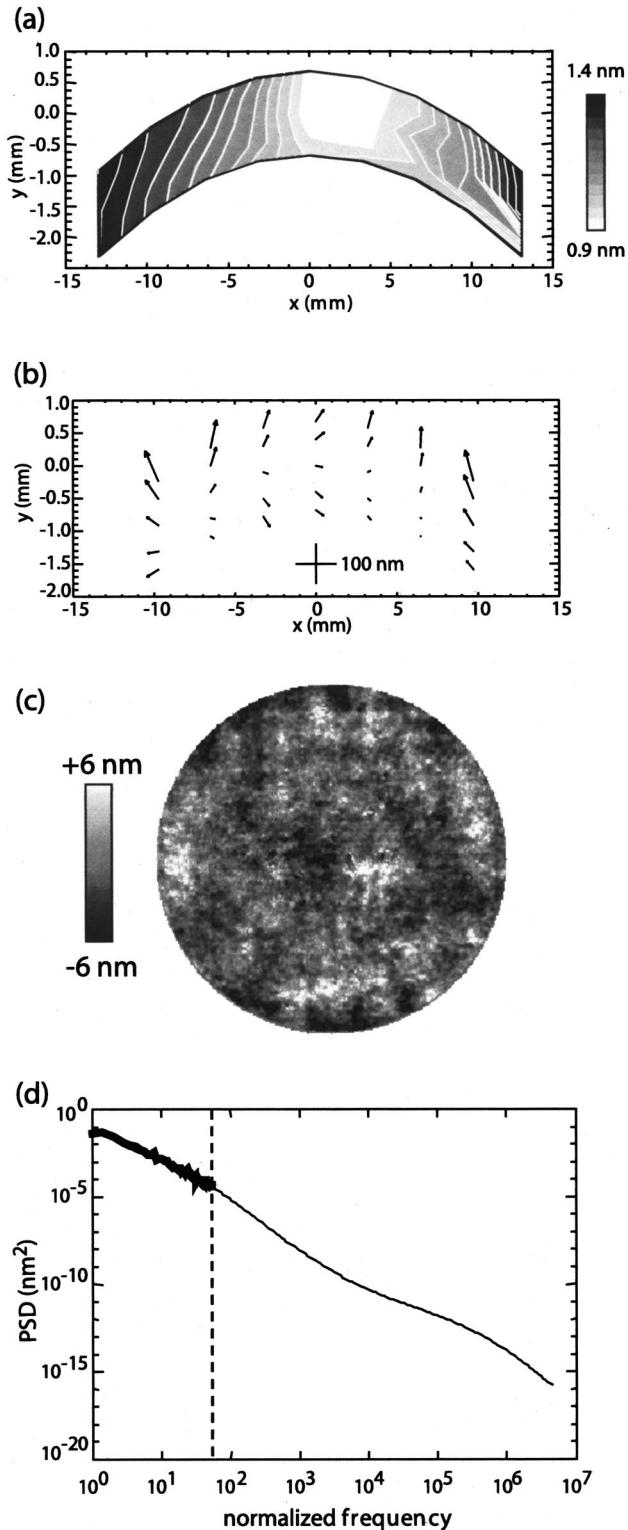 (a)
1.0
0.5
0.0
-0.5
-1.0
-1.5
-2.0
y (mm)
-15 -10 -5 0 5 10 15
x (mm)
1.4 nm
0.9 nm
(b)
1.0
0.5
0.0
-0.5
-1.0
-1.5
-2.0
y (mm)
100 nm
-15 -10 -5 0 5 10 15
x (mm)
(c)
+6 nm
-6 nm
(d)
10^0
10^-5
10^-10
10^-15
10^-20
PSD (nm^2)
10^0 10^1 10^2 10^3 10^4 10^5 10^6 10^7
normalized frequency